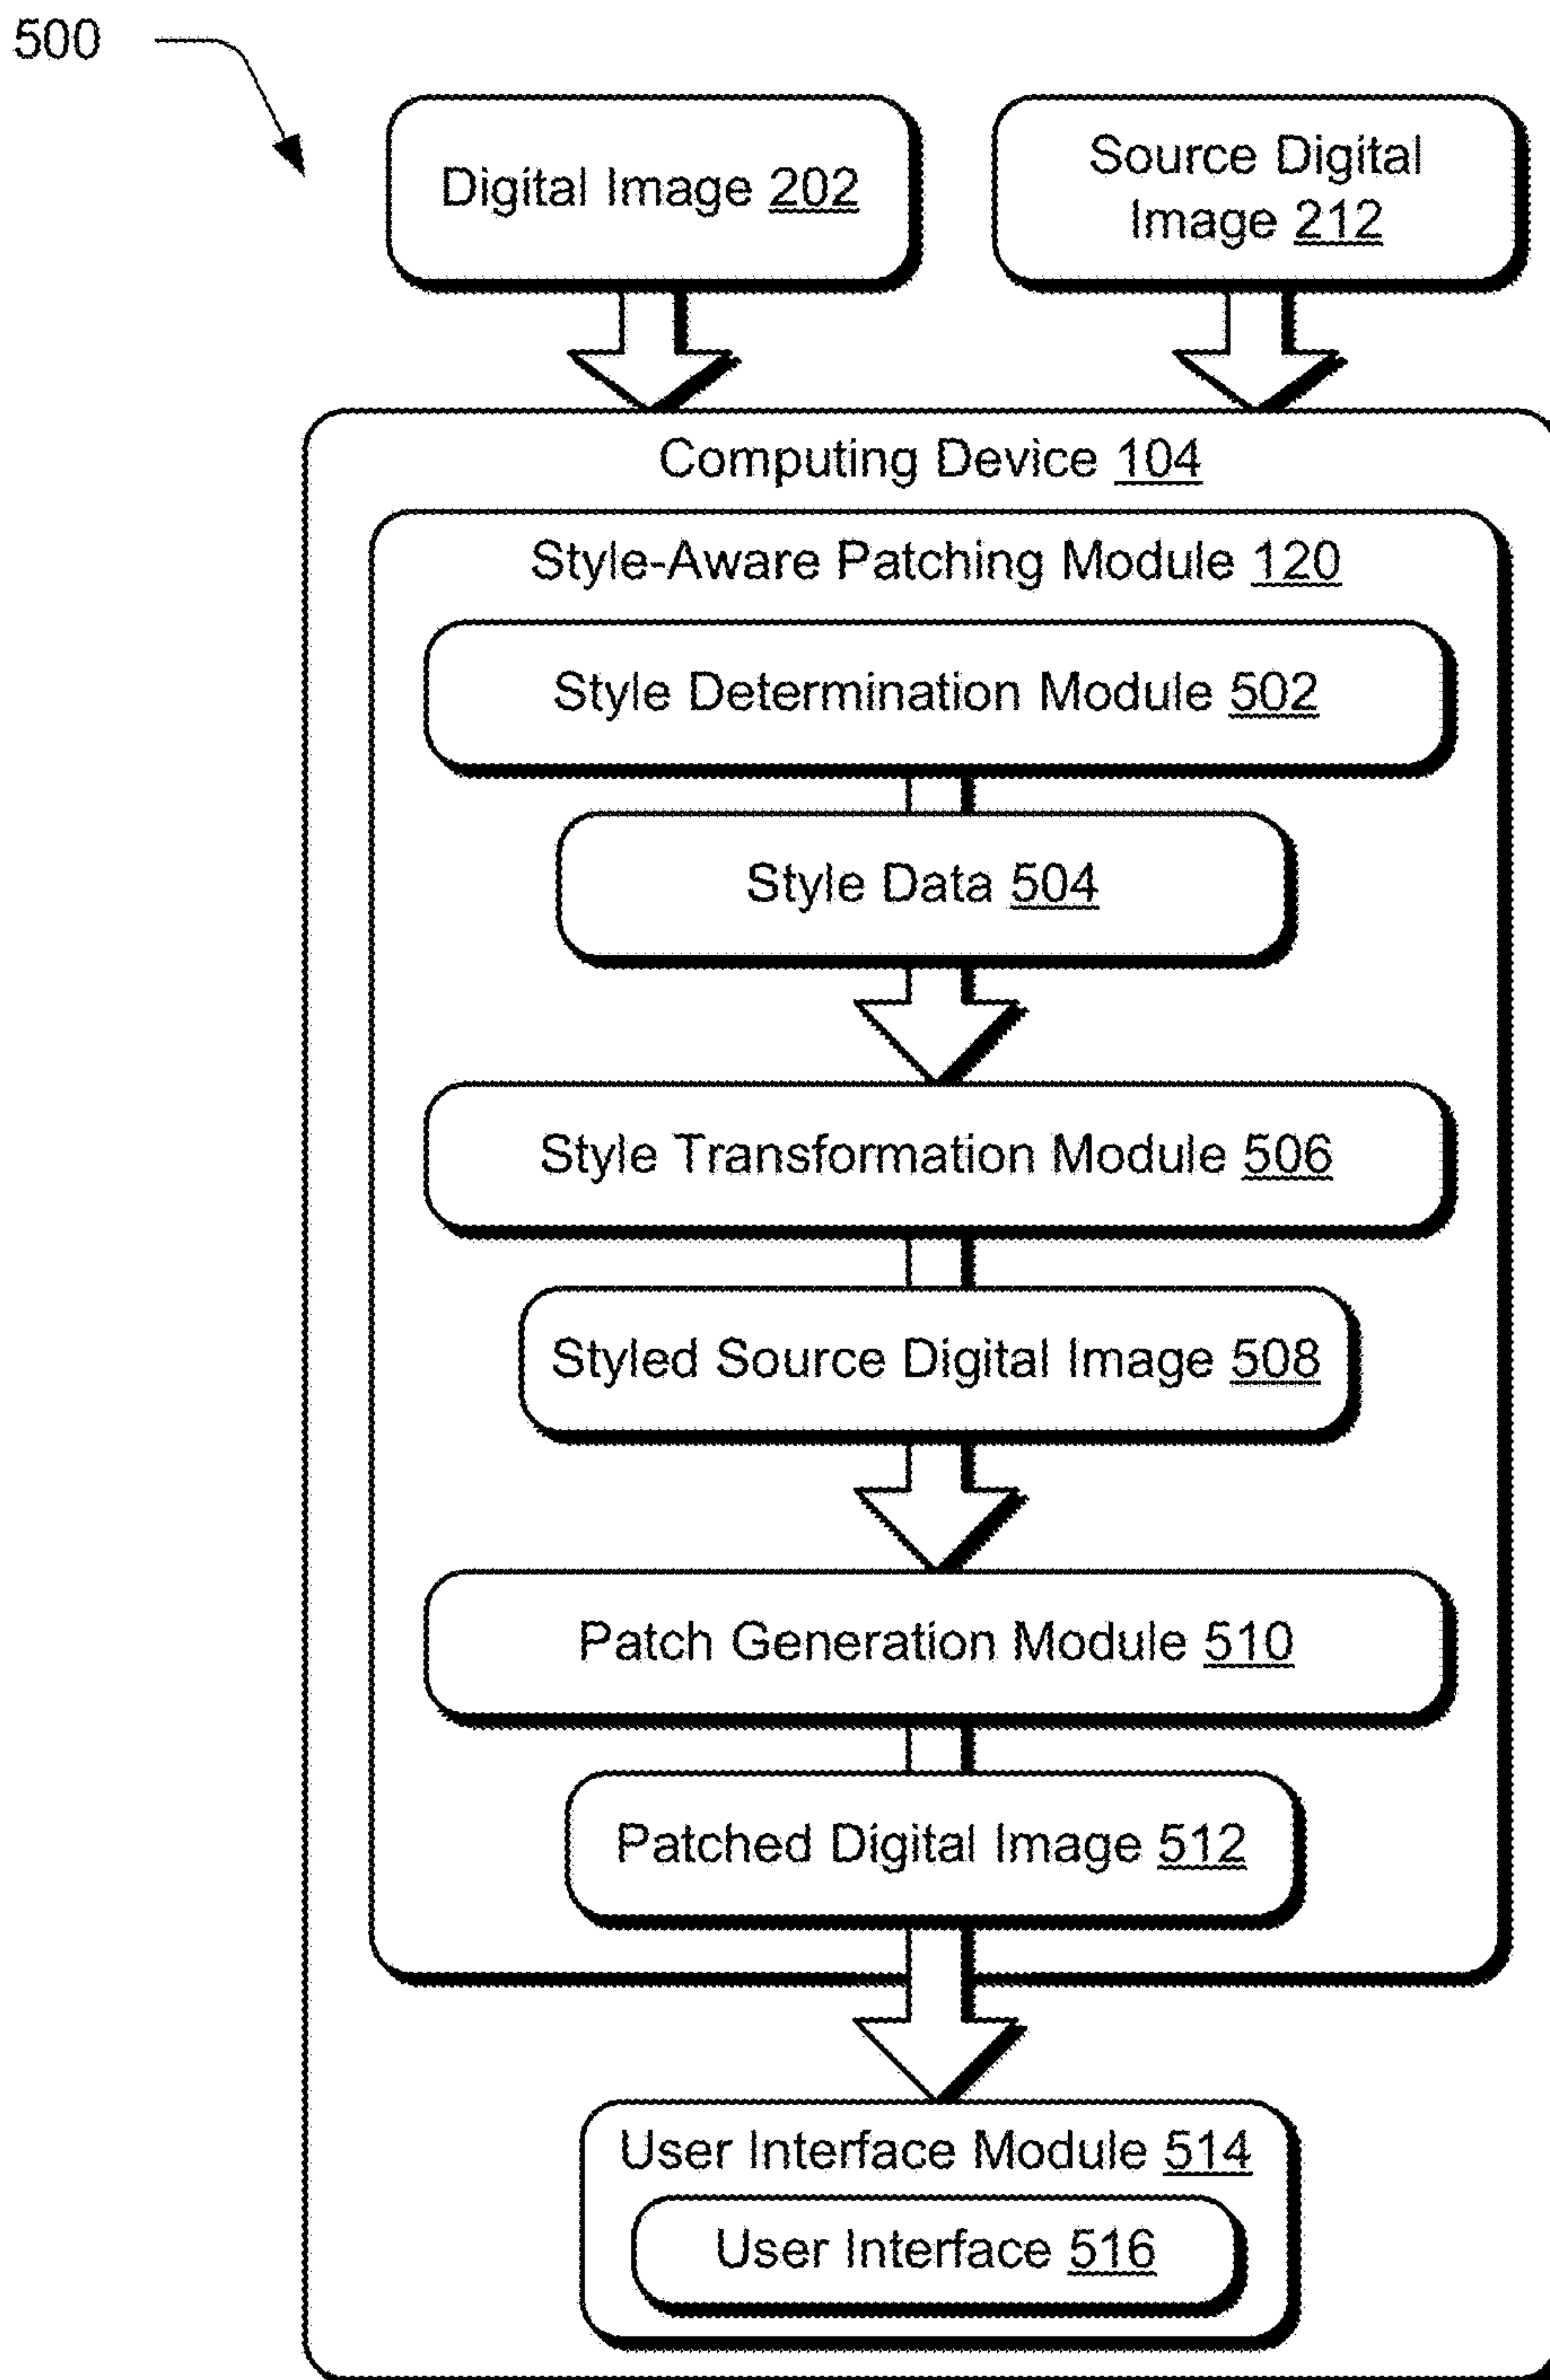 500
Digital Image 202
Source Digital
Image 212
Computing Device 104
Style-Aware Patching Module 120
Style Determination Module 502
Style Data 504
Style Transformation Module 506
Styled Source Digital Image 508
Patch Generation Module 510
Patched Digital Image 512
User Interface Module 514
User Interface 516